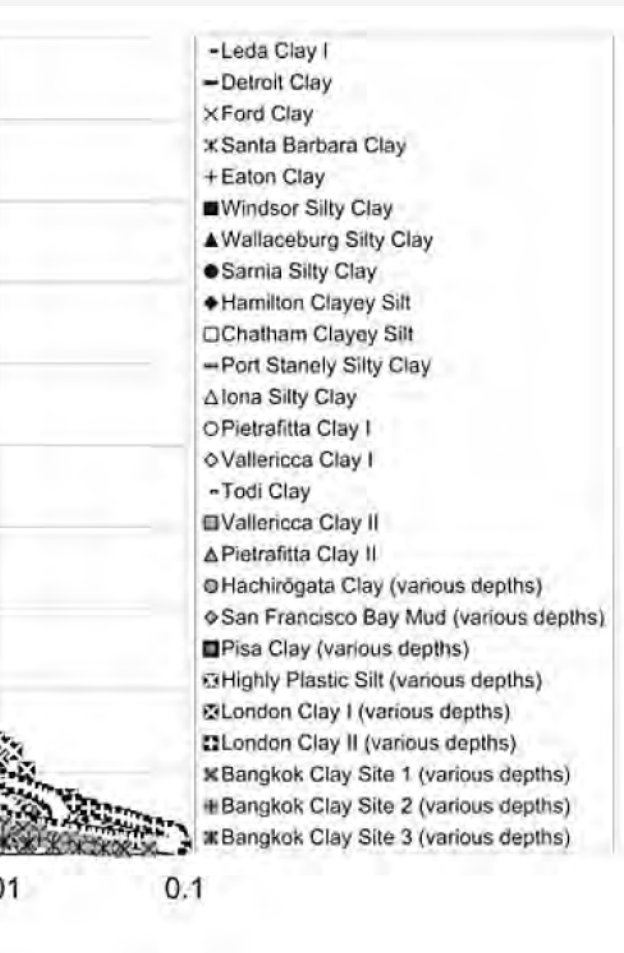 Leda Clay I
Detroit Clay
Ford Clay
Santa Barbara Clay
Eaton Clay
Windsor Silty Clay
Wallaceburg Silty Clay
Sarnia Silty Clay
Hamilton Clayey Silt
Chatham Clayey Silt
Port Stanely Silty Clay
Iona Silty Clay
Pietrafitta Clay I
Vallericca Clay I
Todi Clay
Vallericca Clay II
Pietrafitta Clay II
Hachirōgata Clay (various depths)
San Francisco Bay Mud (various depths)
Pisa Clay (various depths)
Highly Plastic Silt (various depths)
London Clay I (various depths)
London Clay II (various depths)
Bangkok Clay Site 1 (various depths)
Bangkok Clay Site 2 (various depths)
Bangkok Clay Site 3 (various depths)
01 0.1